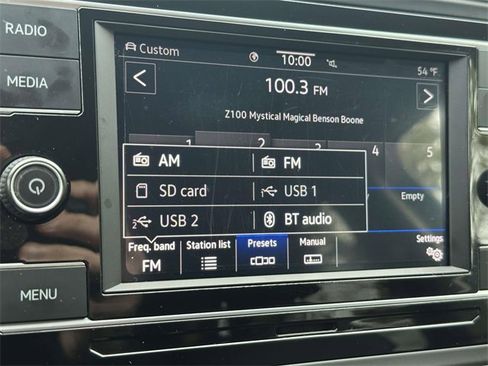 RADIO
MEDIA
MENU
Custom
10:00
54 °F
100.3 FM
Z100 Mystical Magical Benson Boone
1 2 3 4 5
AM FM
SD card 1 USB 1
2 USB 2 BT audio
Empty
Freq. band Station list Presets Manual Settings
FM